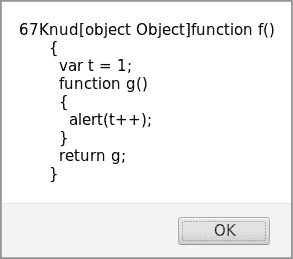 67Knud[object Object]function f()
{
var t = 1;
function g()
{
alert(t++);
}
return g;
}
OK